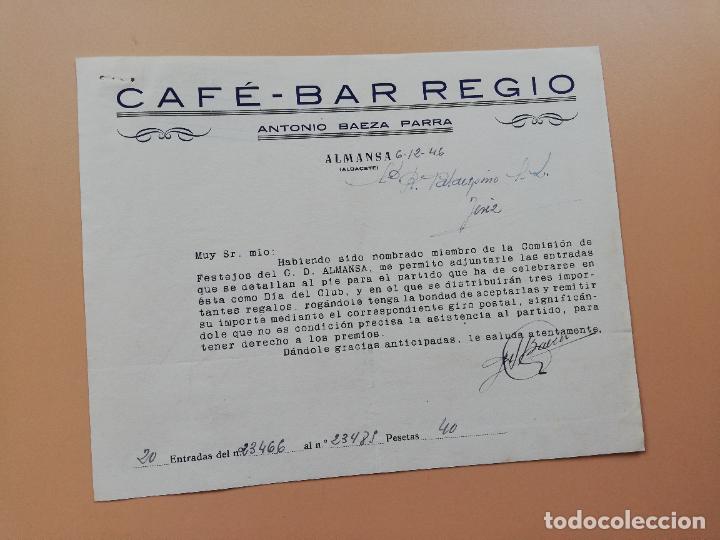 CAFÉ-BAR REGIO
ANTONIO BAEZA PARRA
ALMANSA 6-12-46
(ALBACETE)
Valdespino S. L.
Jerez
Muy Sr. mio:
Habiendo sido nombrado miembro de la Comisión de
Festejos del C. D. ALMANSA, me permito adjuntarle las entradas
que se detallan al pie para el partido que ha de celebrarse en
ésta como Día del Club, y en el que se distribuirán tres impor-
tantes regalos, rogándole tenga la bondad de aceptarlas y remitir
su importe mediante el correspondiente giro postal, significán-
dole que no es condición precisa la asistencia al partido, para
tener derecho a los premios.
Dándole gracias anticipadas, le saluda atentamente,
Baeza
20 Entradas del n.º 23466 al n.º 23485 Pesetas 40
todocoleccion.net